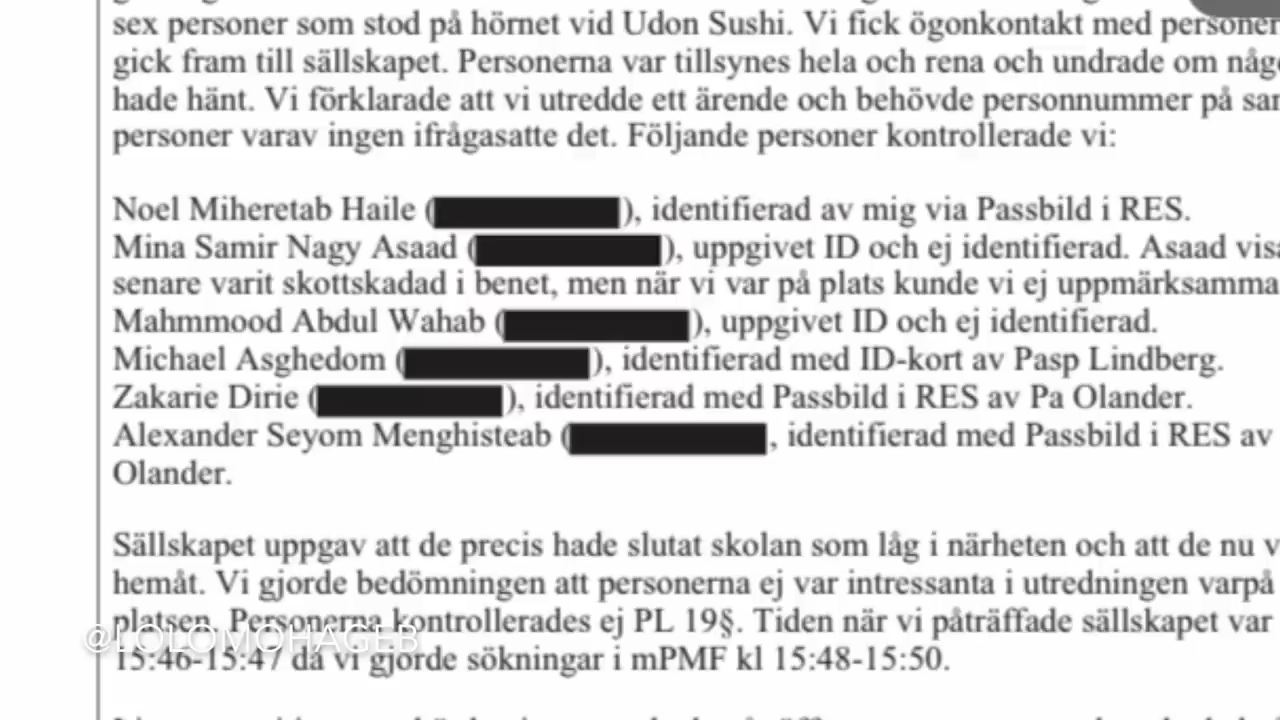 sex personer som stod på hörnet vid Udon Sushi. Vi fick ögonkontakt med
gick fram till sällskapet. Personerna var tillsynes hela och rena och undrade om
hade hänt. Vi förklarade att vi utredde ett ärende och behövde personnummer på
personer varav ingen ifrågasatte det. Följande personer kontrollerade vi:
Noel Miheretab Haile ( ), identifierad av mig via Passbild i RES.
Mina Samir Nagy Asaad ( ), uppgivet ID och ej identifierad. Asaad
senare varit skottskadad i benet, men när vi var på plats kunde vi ej uppmärksamma
Mahmmood Abdul Wahab ( ), uppgivet ID och ej identifierad.
Michael Asghedom ( ), identifierad med ID-kort av Pasp Lindberg.
Zakarie Dirie ( ), identifierad med Passbild i RES av Pa Olander.
Alexander Seyom Menghisteab ( , identifierad med Passbild i RES av
Olander.
Sällskapet uppgav att de precis hade slutat skolan som låg i närheten och att de nu
hemåt. Vi gjorde bedömningen att personerna ej var intressanta i utredningen varpå
platsen. Personerna kontrollerades ej PL 19§. Tiden när vi påträffade sällskapet var
@LOLOMOHAGEB
15:46-15:47 då vi gjorde sökningar i mPMF kl 15:48-15:50.